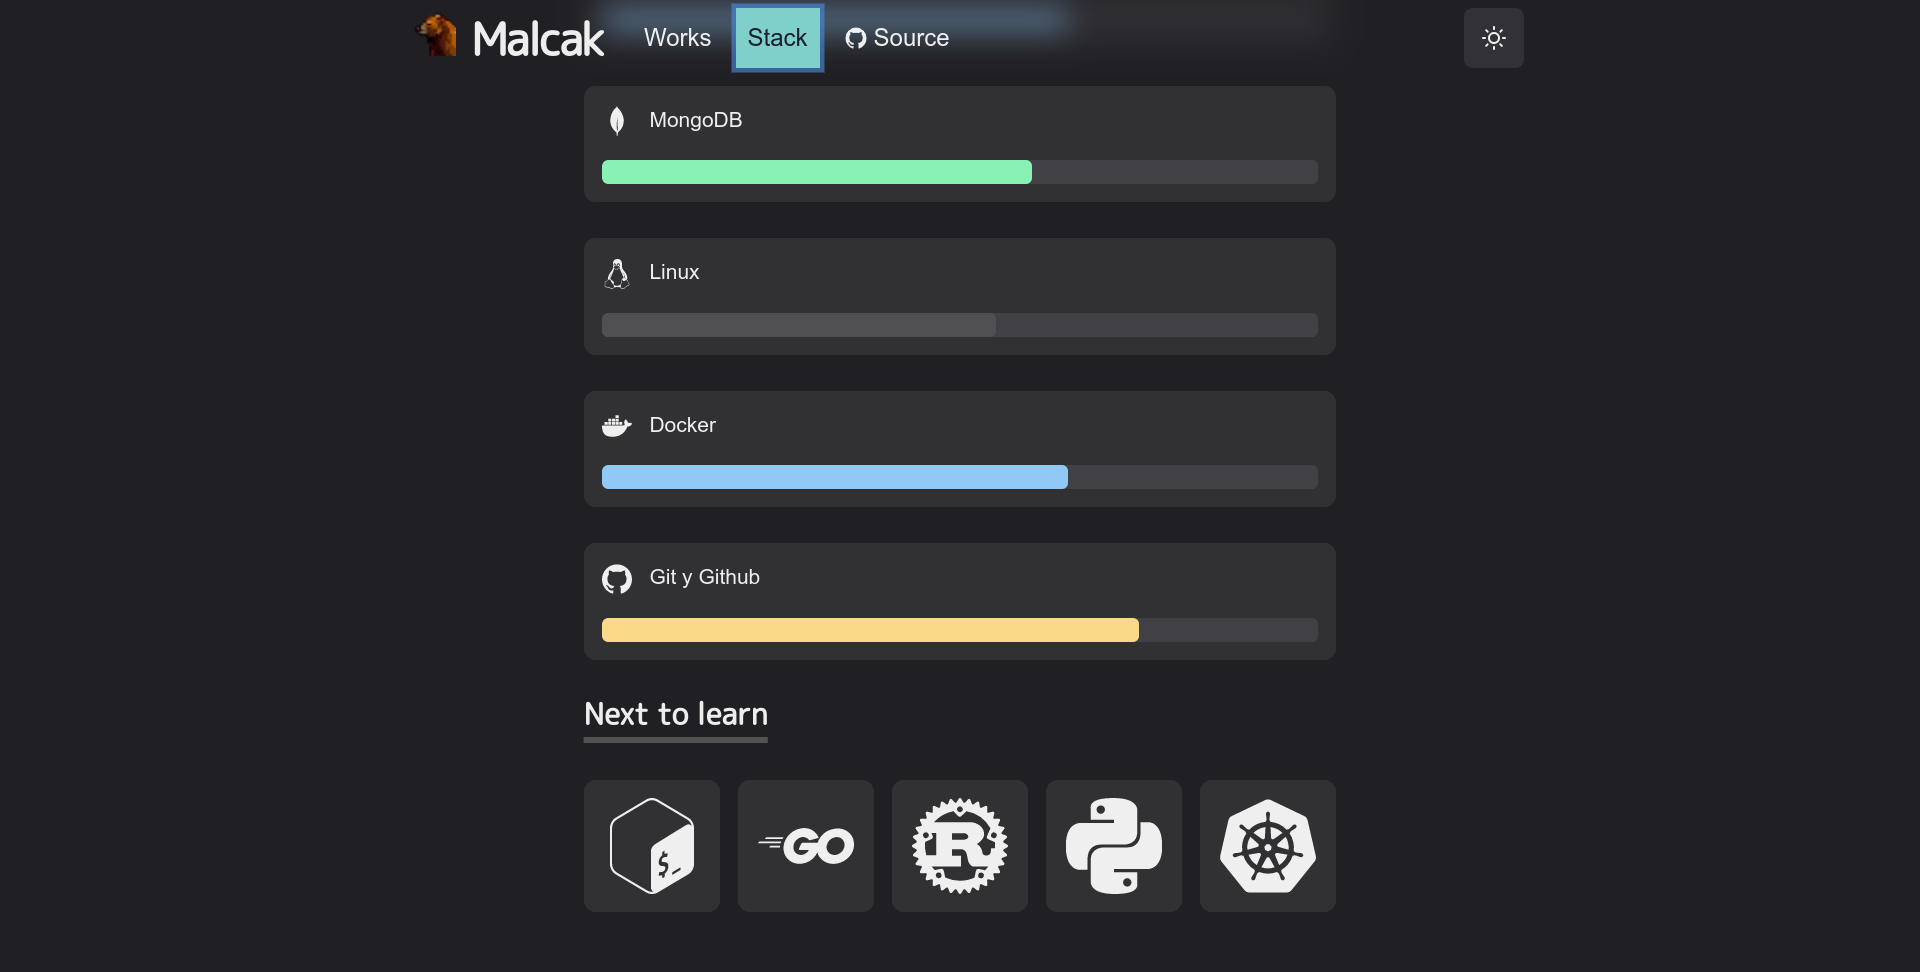 Malcak
Works
Stack
Source
MongoDB
Linux
Docker
Git y Github
Next to learn
$_
GO
R